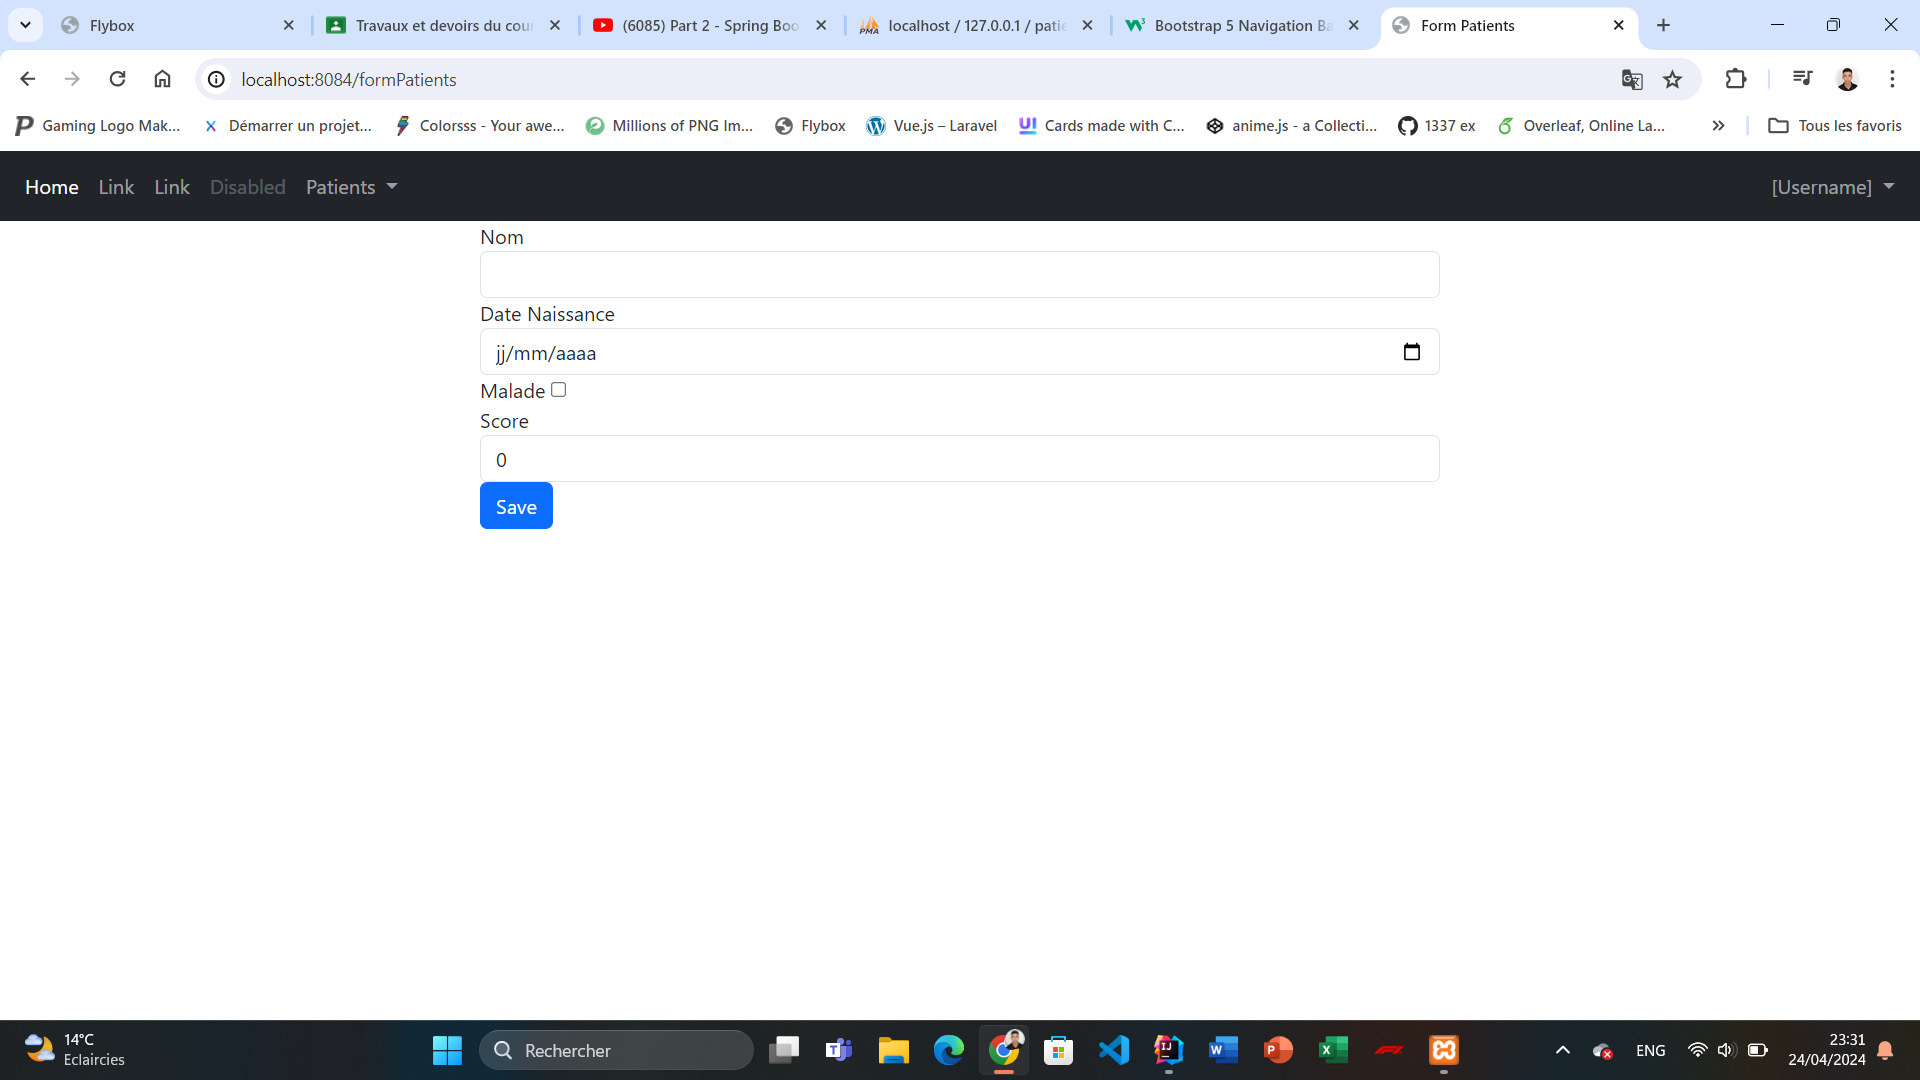 Flybox
Travaux et devoirs du cour
(6085) Part 2 - Spring Boo
localhost / 127.0.0.1 / patie
Bootstrap 5 Navigation Ba
Form Patients
localhost:8084/formPatients
Gaming Logo Mak...
Démarrer un projet...
Colorsss - Your awe...
Millions of PNG Im...
Flybox
Vue.js – Laravel
Cards made with C...
anime.js - a Collecti...
1337 ex
Overleaf, Online La...
Tous les favoris
Home Link Link Disabled Patients [Username]
Nom
Date Naissance
jj/mm/aaaa
Malade
Score
0
Save
14°C
Eclaircies
Rechercher
ENG
23:31
24/04/2024